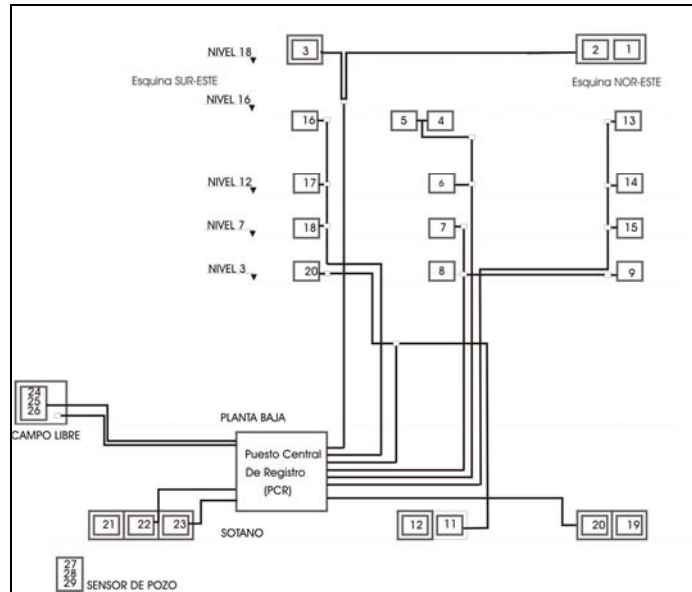 NIVEL 18
3
2 1
Esquina SUR-ESTE
Esquina NOR-ESTE
NIVEL 16
16
5 4
13
NIVEL 12
17
6
14
NIVEL 7
18
7
15
NIVEL 3
20
8
9
24
25
26
CAMPO LIBRE
PLANTA BAJA
Puesto Central
De Registro
(PCR)
21 22 23
SOTANO
12 11
20 19
27
28
29
SENSOR DE POZO